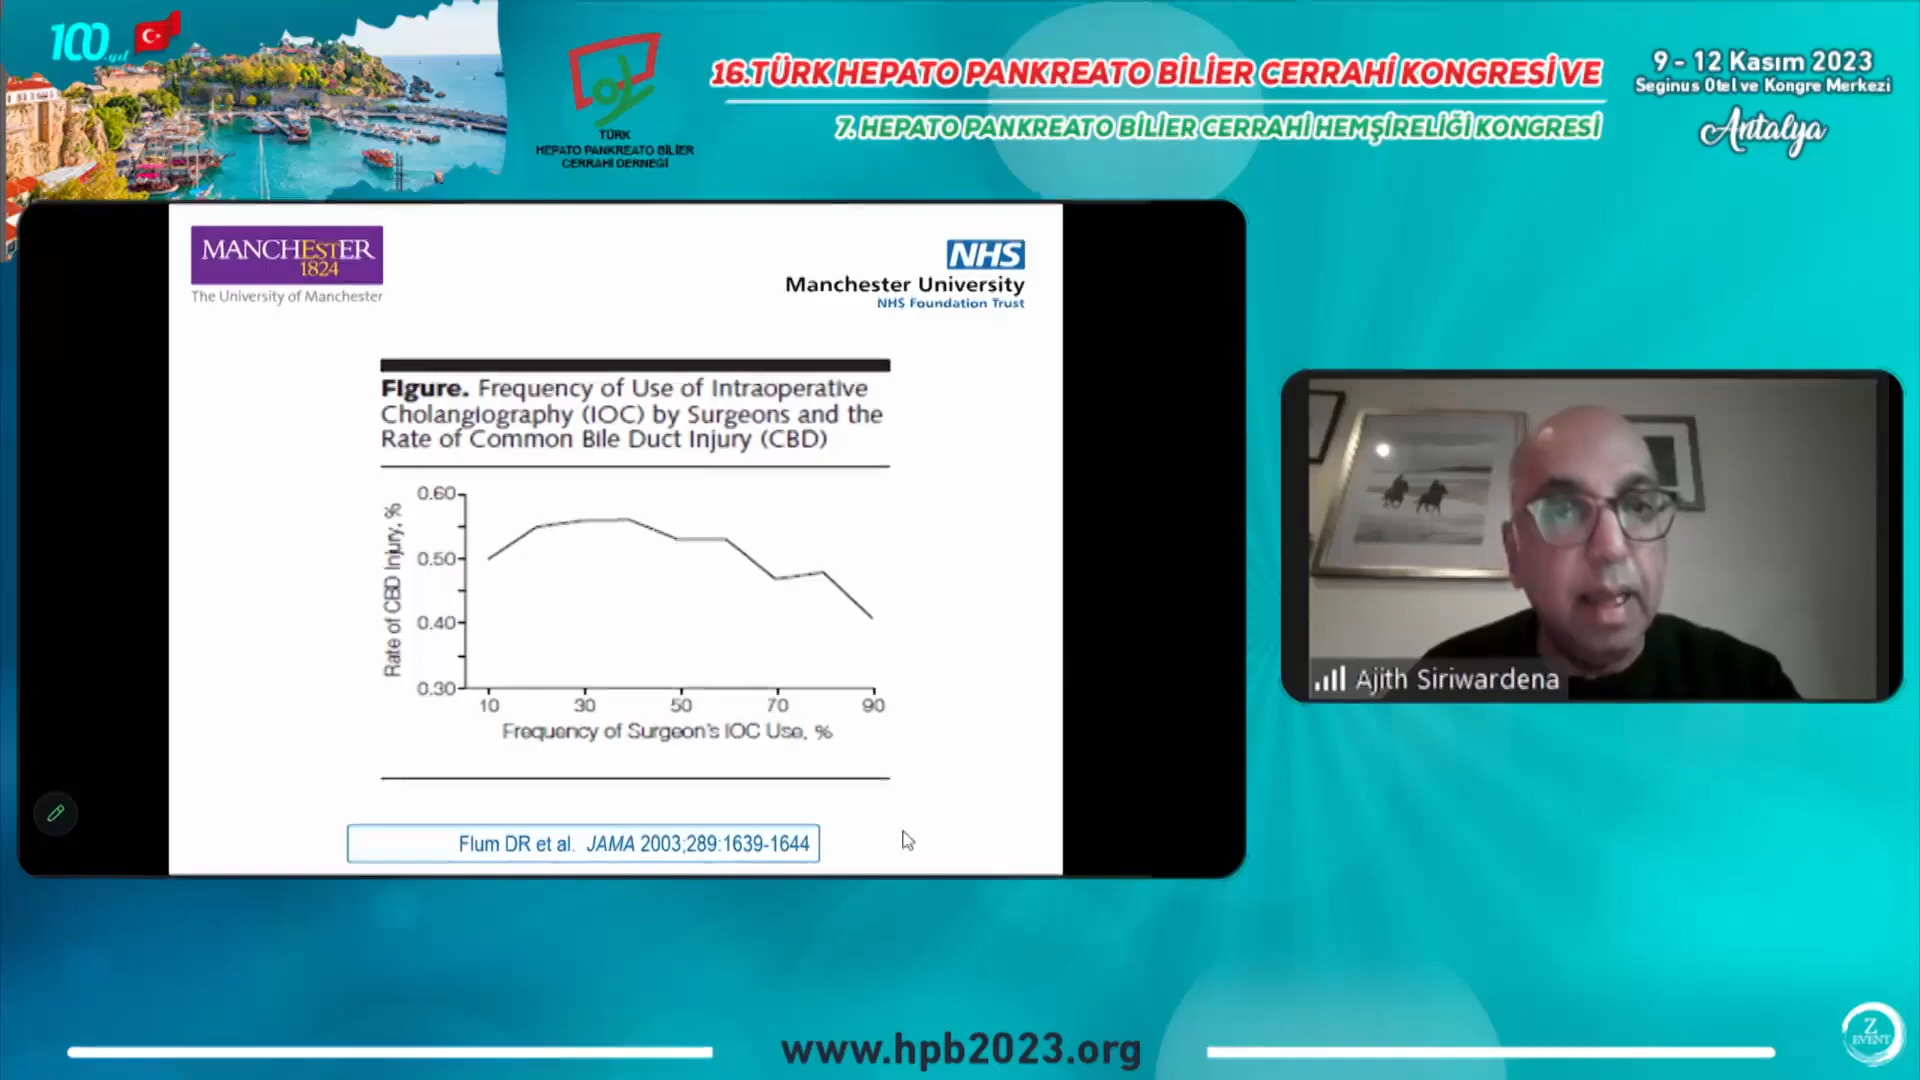 100.yıl
TÜRK
HEPATO PANKREATO BİLİER
CERRAHİ DERNEĞİ
16.TÜRK HEPATO PANKREATO BİLİER CERRAHİ KONGRESİ VE
7. HEPATO PANKREATO BİLİER CERRAHİ HEMŞİRELİĞİ KONGRESİ
9 - 12 Kasım 2023
Seginus Otel ve Kongre Merkezi
Antalya
MANCHESTER
1824
The University of Manchester
NHS
Manchester University
NHS Foundation Trust
Figure. Frequency of Use of Intraoperative
Cholangiography (IOC) by Surgeons and the
Rate of Common Bile Duct Injury (CBD)
Rate of CBD Injury, %
0.60
0.50
0.40
0.30
10 30 50 70 90
Frequency of Surgeon's IOC Use, %
Flum DR et al. JAMA 2003;289:1639-1644
Ajith Siriwardena
www.hpb2023.org
Z
EVENT